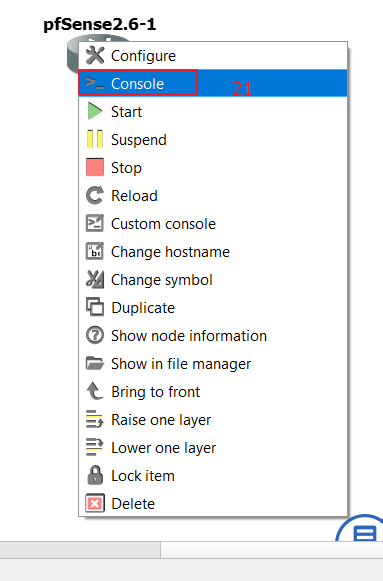 pfSense2.6-1
Configure
Console 21
Start
Suspend
Stop
Reload
Custom console
Change hostname
Change symbol
Duplicate
Show node information
Show in file manager
Bring to front
Raise one layer
Lower one layer
Lock item
Delete